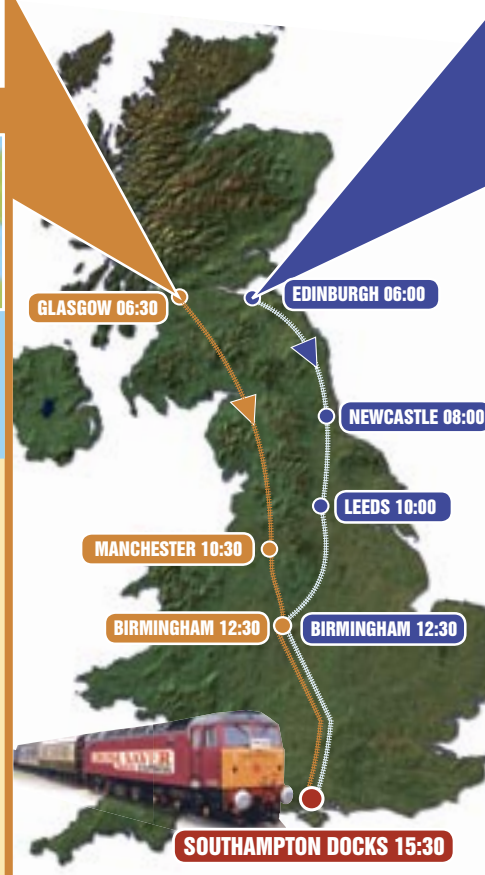 GLASGOW 06:30
EDINBURGH 06:00
NEWCASTLE 08:00
LEEDS 10:00
MANCHESTER 10:30
BIRMINGHAM 12:30
BIRMINGHAM 12:30
SOUTHAMPTON DOCKS 15:30